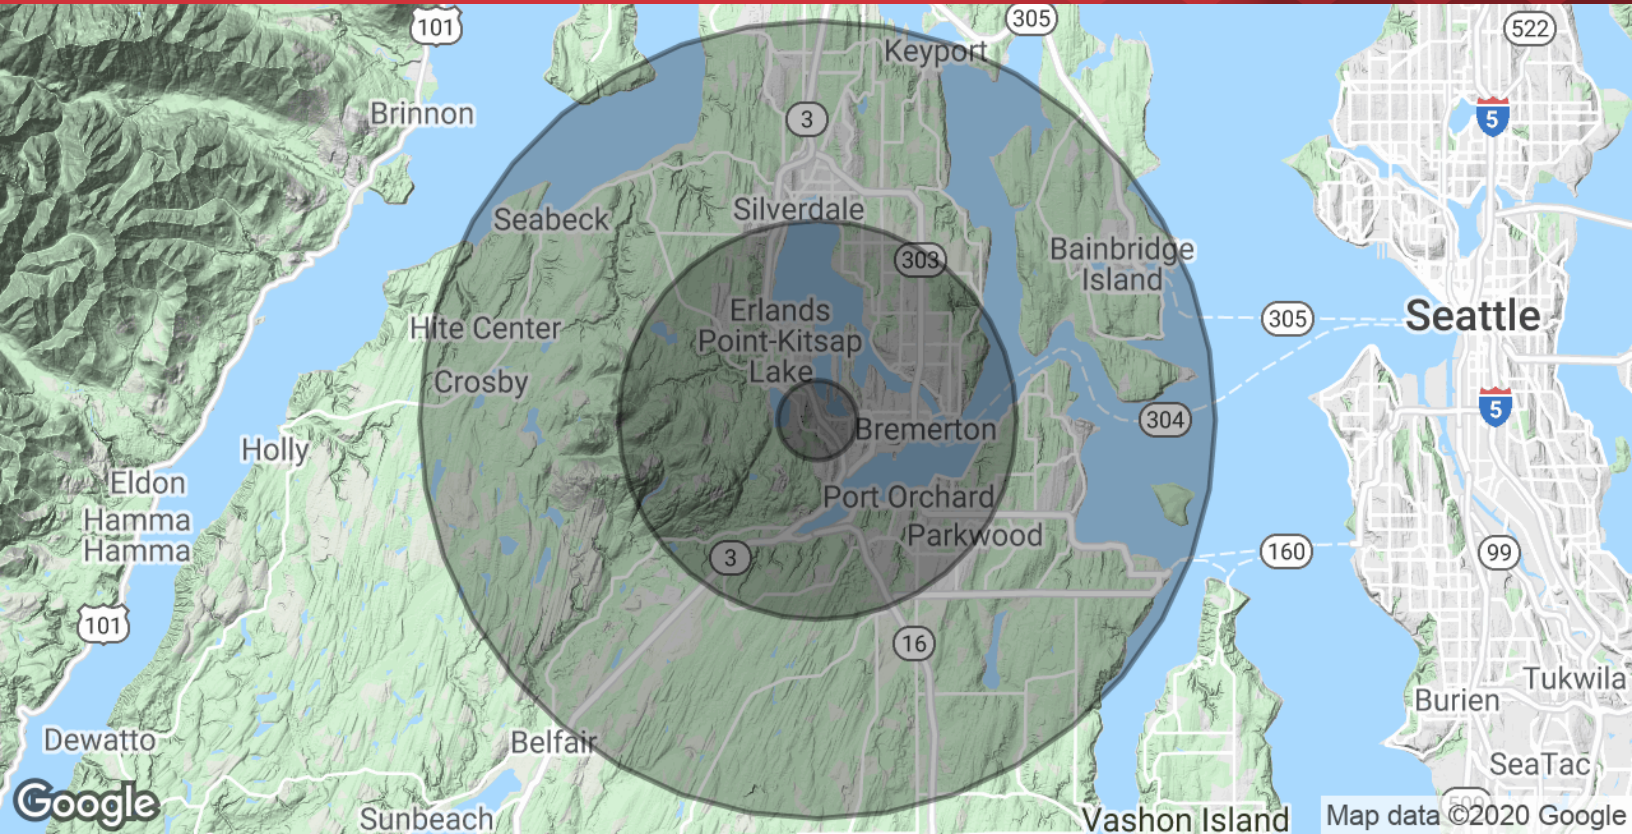 101
305
522
Keyport
Brinnon
3
5
Seabeck
Silverdale
303
Bainbridge
Island
Erlands
Point-Kitsap
Lake
Hite Center
305
Seattle
Crosby
5
304
Bremerton
Holly
Eldon
Hamma
Hamma
Port Orchard
Parkwood
3
160
99
101
16
Tukwila
Burien
Dewatto
Belfair
SeaTac
Google
Sunbeach
Vashon Island
509
Map data ©2020 Google